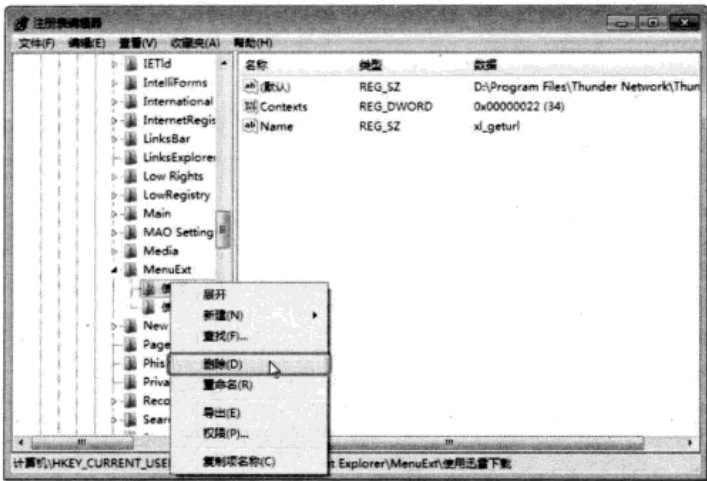 注册表编辑器
文件(F) 编辑(E) 查看(V) 收藏夹(A) 帮助(H)
IETld
IntelliForms
International
InternetRegis
LinksBar
LinksExplorer
Low Rights
LowRegistry
Main
MAO Setting
Media
MenuExt
使
使
New
Page
Phis
Priva
Reco
Sear
名称 类型 数据
(默认) REG_SZ D:\Program Files\Thunder Network\Thun
Contexts REG_DWORD 0x00000022 (34)
Name REG_SZ xl_geturl
展开
新建(N)
查找(F)...
删除(D)
重命名(R)
导出(E)
权限(P)...
复制项名称(C)
计算机\HKEY_CURRENT_USE t Explorer\MenuExt\使用迅雷下载